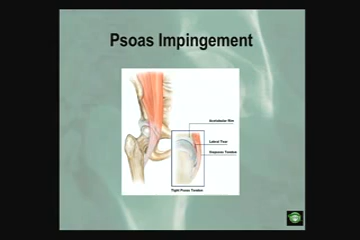 Psoas Impingement
Acetabular Rim
Labral Tear
Iliopsoas Tendon
Tight Psoas Tendon